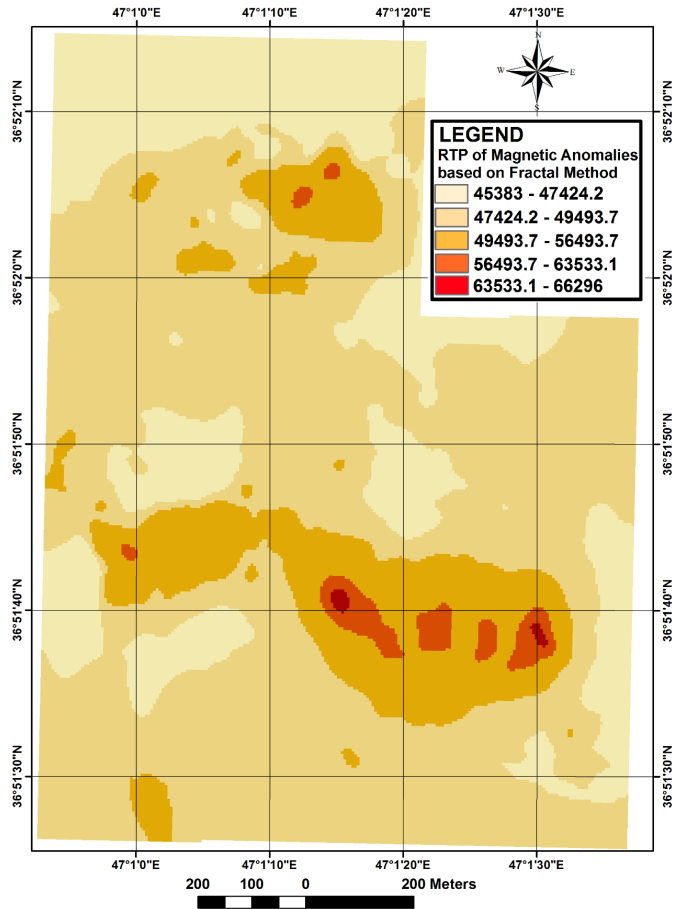 47°1'0"E 47°1'10"E 47°1'20"E 47°1'30"E
N
W E
S
36°52'10"N 36°52'10"N
LEGEND
RTP of Magnetic Anomalies
based on Fractal Method
45383 - 47424.2
47424.2 - 49493.7
49493.7 - 56493.7
56493.7 - 63533.1
63533.1 - 66296
36°52'0"N 36°52'0"N
36°51'50"N 36°51'50"N
36°51'40"N 36°51'40"N
36°51'30"N 36°51'30"N
47°1'0"E 47°1'10"E 47°1'20"E 47°1'30"E
200 100 0 200 Meters